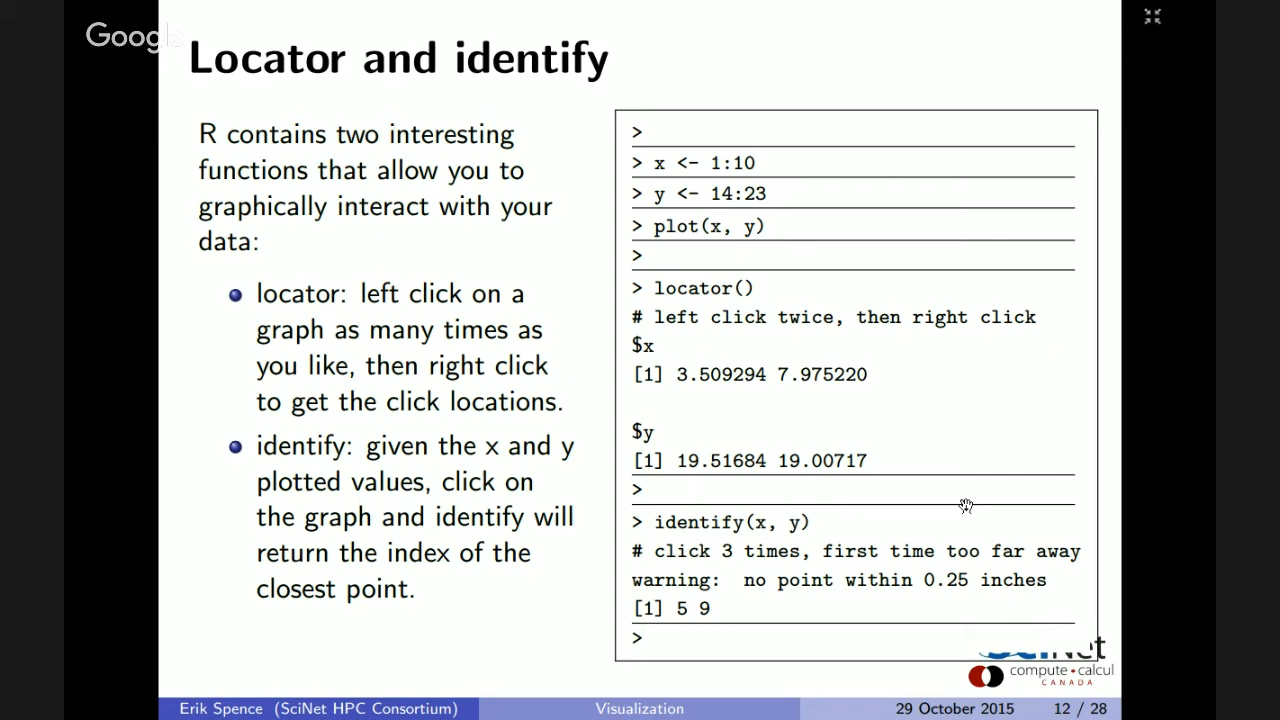 Google
Locator and identify
R contains two interesting
functions that allow you to
graphically interact with your
data:
locator: left click on a
graph as many times as
you like, then right click
to get the click locations.
identify: given the x and y
plotted values, click on
the graph and identify will
return the index of the
closest point.
>
> x <- 1:10
> y <- 14:23
> plot(x, y)
>
> locator()
# left click twice, then right click
$x
[1] 3.509294 7.975220
$y
[1] 19.51684 19.00717
>
> identify(x, y)
# click 3 times, first time too far away
warning: no point within 0.25 inches
[1] 5 9
>
SciNet
compute • calcul
CANADA
Erik Spence (SciNet HPC Consortium) Visualization 29 October 2015 12 / 28